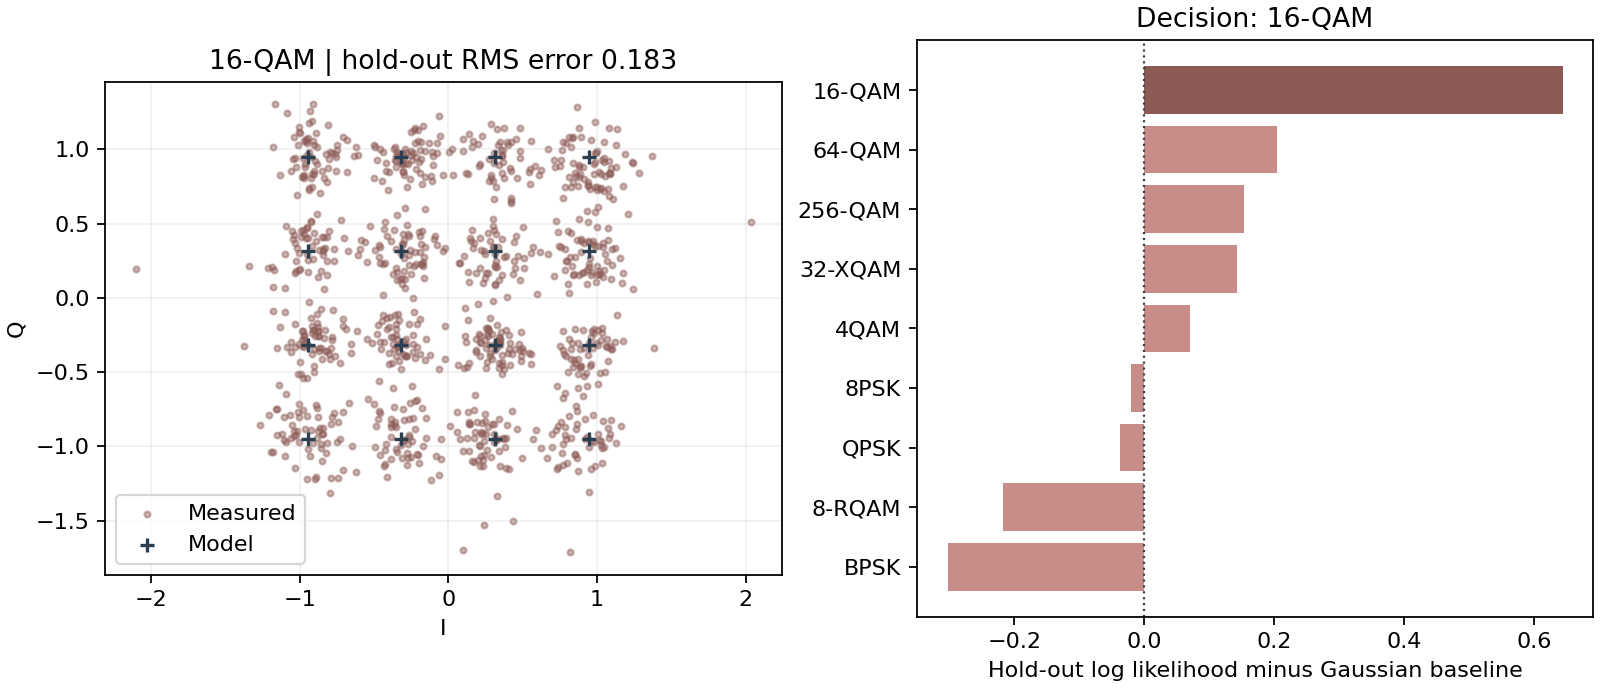 16-QAM | hold-out RMS error 0.183
1.0
0.5
0.0
−0.5
−1.0
−1.5
Q
−2
−1
0
1
2
I
Measured
Model
Decision: 16-QAM
16-QAM
64-QAM
256-QAM
32-XQAM
4QAM
8PSK
QPSK
8-RQAM
BPSK
−0.2
0.0
0.2
0.4
0.6
Hold-out log likelihood minus Gaussian baseline